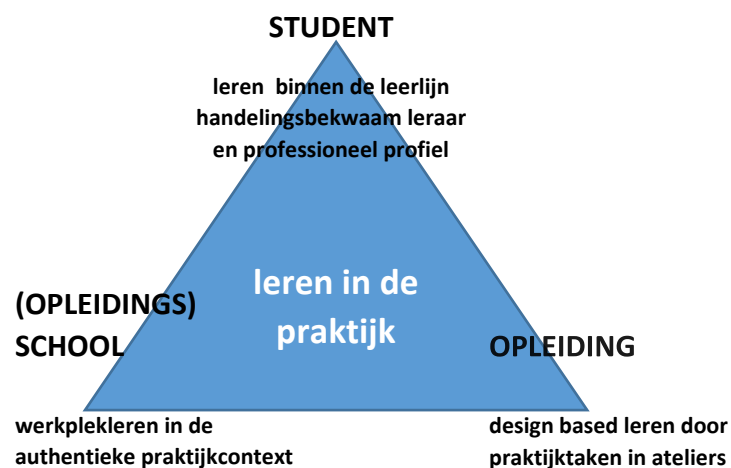 STUDENT
leren binnen de leerlijn
handelingsbekwaam leraar
en professioneel profiel
leren in de
praktijk
(OPLEIDINGS)
SCHOOL
OPLEIDING
werkplekleren in de
authentieke praktijkcontext
design based leren door
praktijktaken in ateliers